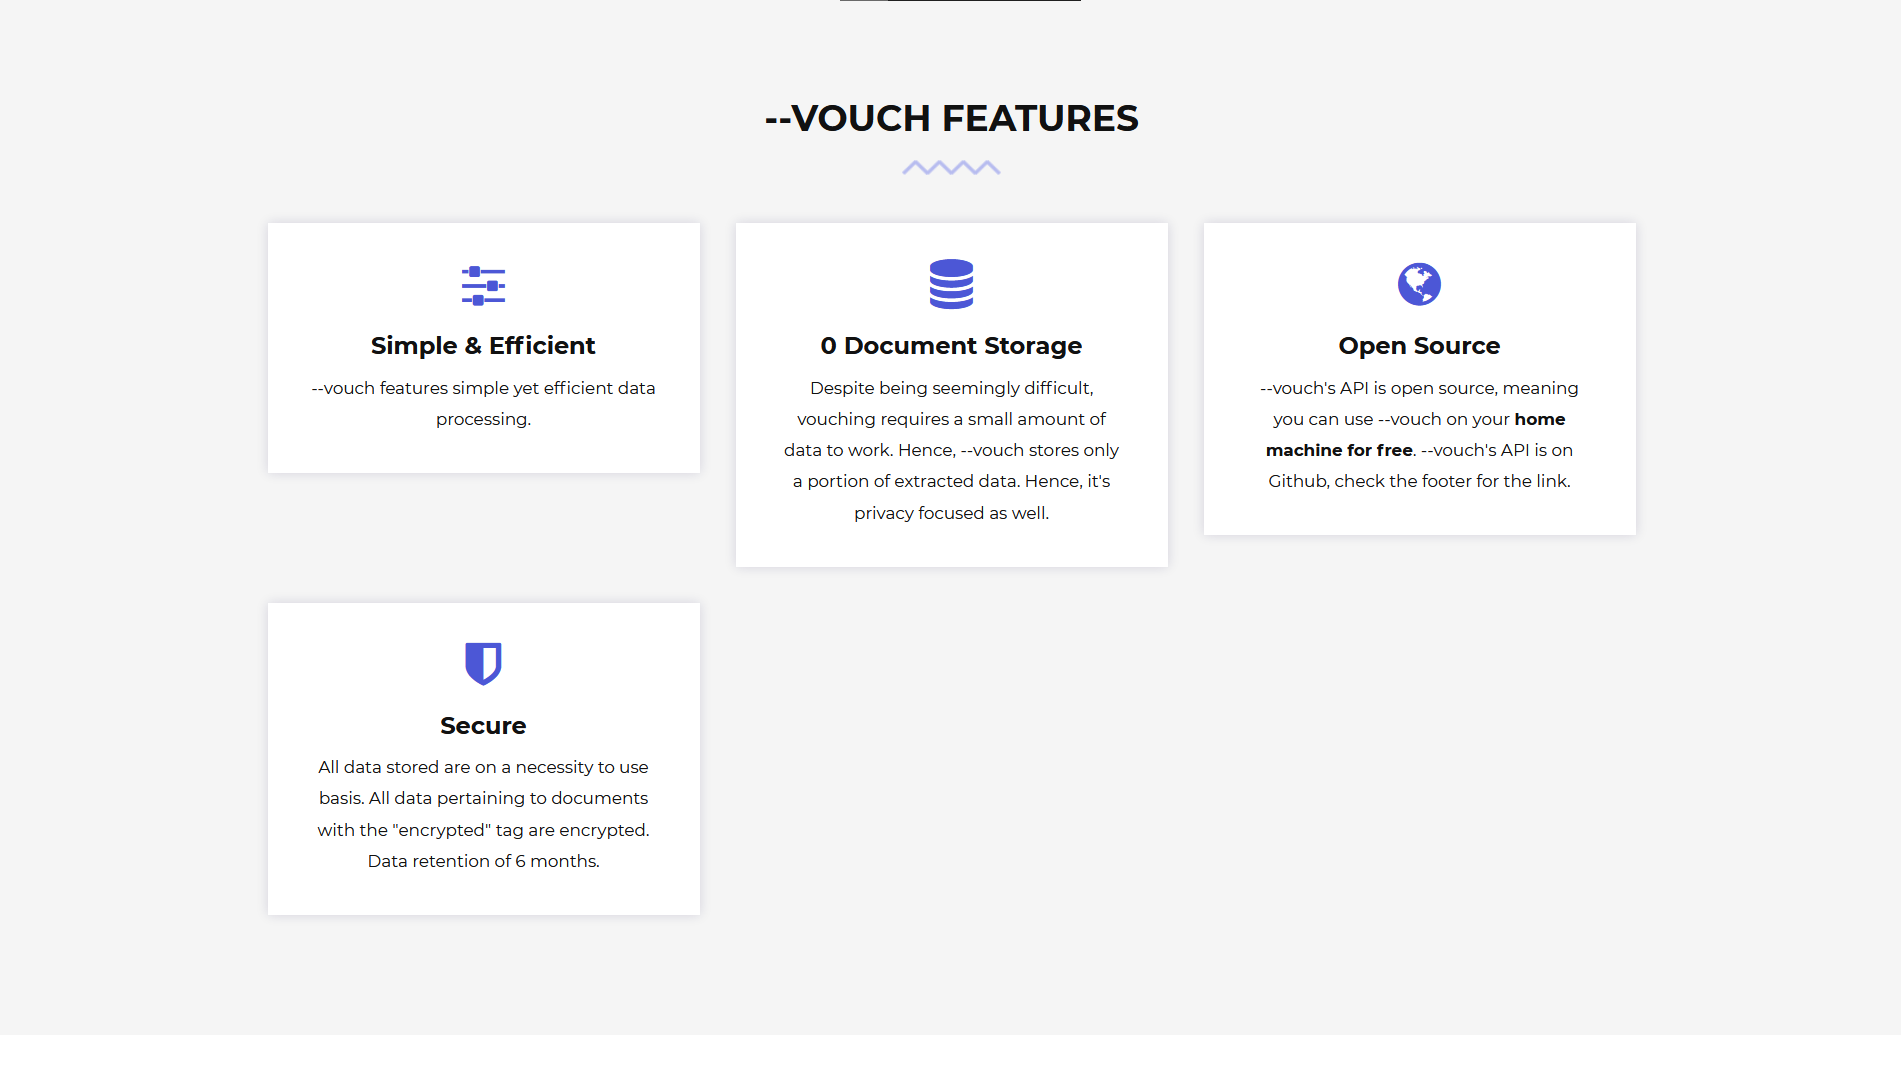 --VOUCH FEATURES
Simple & Efficient
--vouch features simple yet efficient data
processing.
0 Document Storage
Despite being seemingly difficult,
vouching requires a small amount of
data to work. Hence, --vouch stores only
a portion of extracted data. Hence, it's
privacy focused as well.
Open Source
--vouch's API is open source, meaning
you can use --vouch on your home
machine for free. --vouch's API is on
Github, check the footer for the link.
Secure
All data stored are on a necessity to use
basis. All data pertaining to documents
with the "encrypted" tag are encrypted.
Data retention of 6 months.